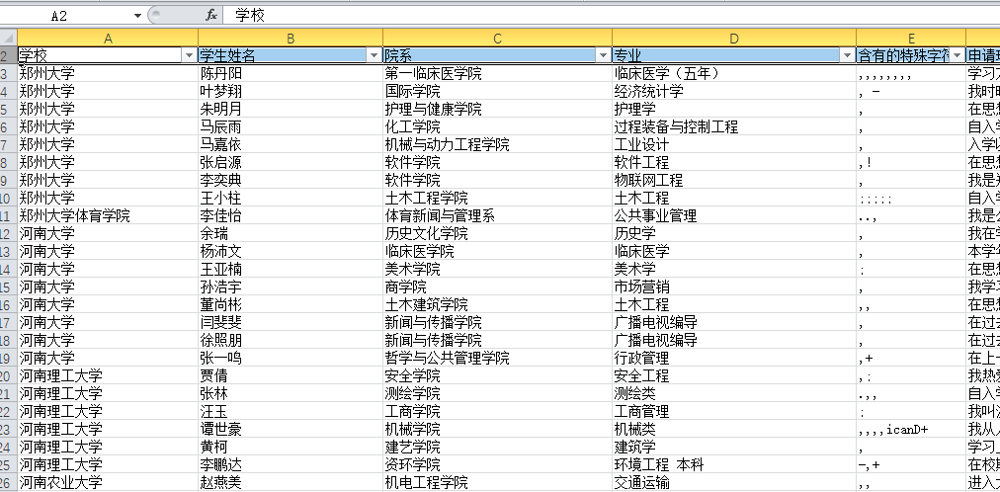 A2 fx 学校
A B C D E
2 学校 学生姓名 院系 专业 含有的特殊字符 申请理
3 郑州大学 陈丹阳 第一临床医学院 临床医学（五年） ,,,,,,,, 学习
4 郑州大学 叶梦翔 国际学院 经济统计学 , - 我时
5 郑州大学 朱明月 护理与健康学院 护理学 , 在思想
6 郑州大学 马辰雨 化工学院 过程装备与控制工程 , 自入学
7 郑州大学 马嘉依 机械与动力工程学院 工业设计 , 入学
8 郑州大学 张启源 软件学院 软件工程 ,! 在思想
9 郑州大学 李奕典 软件学院 物联网工程 , 我是
10 郑州大学 王小柱 土木工程学院 土木工程 ;;;;; 自入学
11 郑州大学体育学院 李佳怡 体育新闻与管理系 公共事业管理 .., 我是
12 河南大学 余瑞 历史文化学院 历史学 , 我在
13 河南大学 杨沛文 临床医学院 临床医学 , 本学
14 河南大学 王亚楠 美术学院 美术学 ; 在思想
15 河南大学 孙浩宇 商学院 市场营销 , 我学
16 河南大学 董尚彬 土木建筑学院 土木工程 ,, 在思想
17 河南大学 闫斐斐 新闻与传播学院 广播电视编导 , 在过去
18 河南大学 徐照朋 新闻与传播学院 广播电视编导 , 在过去
19 河南大学 张一鸣 哲学与公共管理学院 行政管理 ,+ 在上
20 河南理工大学 贾倩 安全学院 安全工程 ,; 我热爱
21 河南理工大学 张林 测绘学院 测绘类 .,, 自入学
22 河南理工大学 汪玉 工商学院 工商管理 ; 我叫
23 河南理工大学 谭世豪 机械学院 机械类 ,,,,icanD+ 我从
24 河南理工大学 黄柯 建艺学院 建筑学 , 学习
25 河南理工大学 李鹏达 资环学院 环境工程 本科 -,+ 在校
26 河南农业大学 赵燕美 机电工程学院 交通运输 ,, 进入